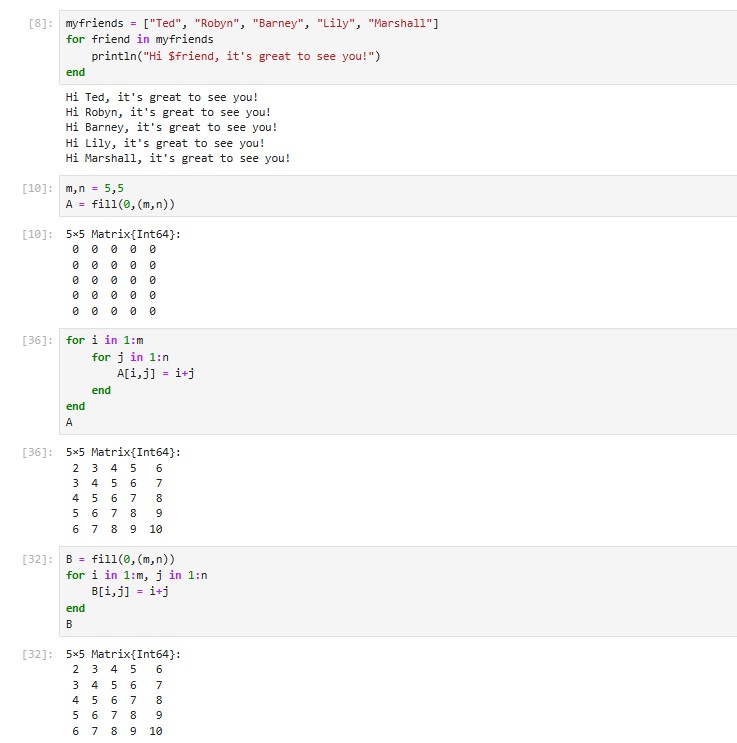 [8]: myfriends = ["Ted", "Robyn", "Barney", "Lily", "Marshall"]
for friend in myfriends
    println("Hi $friend, it's great to see you!")
end
Hi Ted, it's great to see you!
Hi Robyn, it's great to see you!
Hi Barney, it's great to see you!
Hi Lily, it's great to see you!
Hi Marshall, it's great to see you!
[10]: m,n = 5,5
A = fill(0,(m,n))
[10]: 5×5 Matrix{Int64}:
 0  0  0  0  0
 0  0  0  0  0
 0  0  0  0  0
 0  0  0  0  0
 0  0  0  0  0
[36]: for i in 1:m
    for j in 1:n
        A[i,j] = i+j
    end
end
A
[36]: 5×5 Matrix{Int64}:
 2  3  4  5   6
 3  4  5  6   7
 4  5  6  7   8
 5  6  7  8   9
 6  7  8  9  10
[32]: B = fill(0,(m,n))
for i in 1:m, j in 1:n
    B[i,j] = i+j
end
B
[32]: 5×5 Matrix{Int64}:
 2  3  4  5   6
 3  4  5  6   7
 4  5  6  7   8
 5  6  7  8   9
 6  7  8  9  10